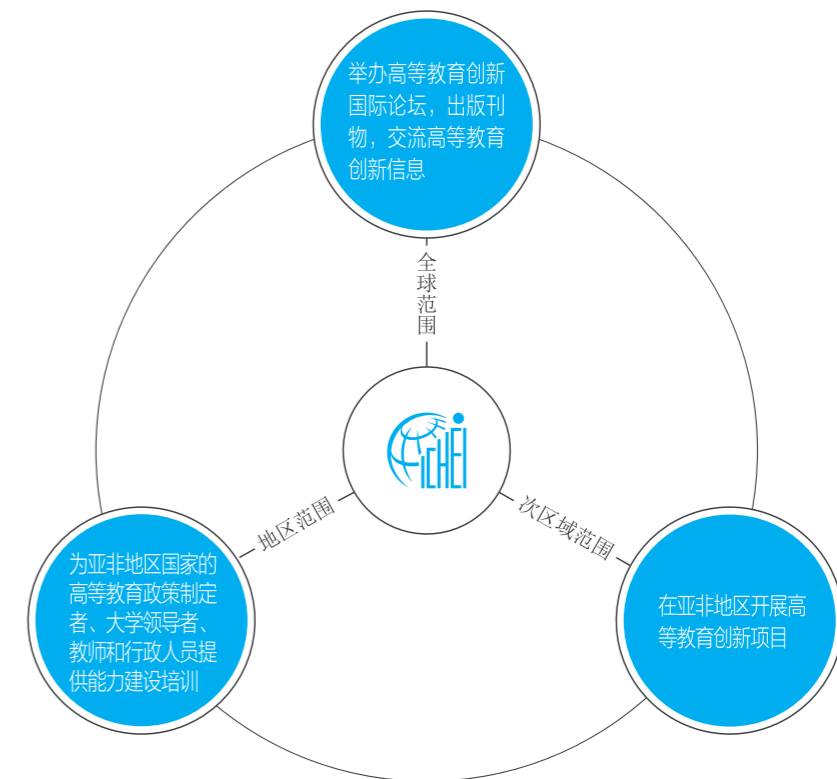 举办高等教育创新
国际论坛，出版刊
物，交流高等教育
创新信息
全球范围
ICHEI
地区范围
次区域范围
为亚非地区国家的
高等教育政策制定
者、大学领导者、
教师和行政人员提
供能力建设培训
在亚非地区开展高
等教育创新项目